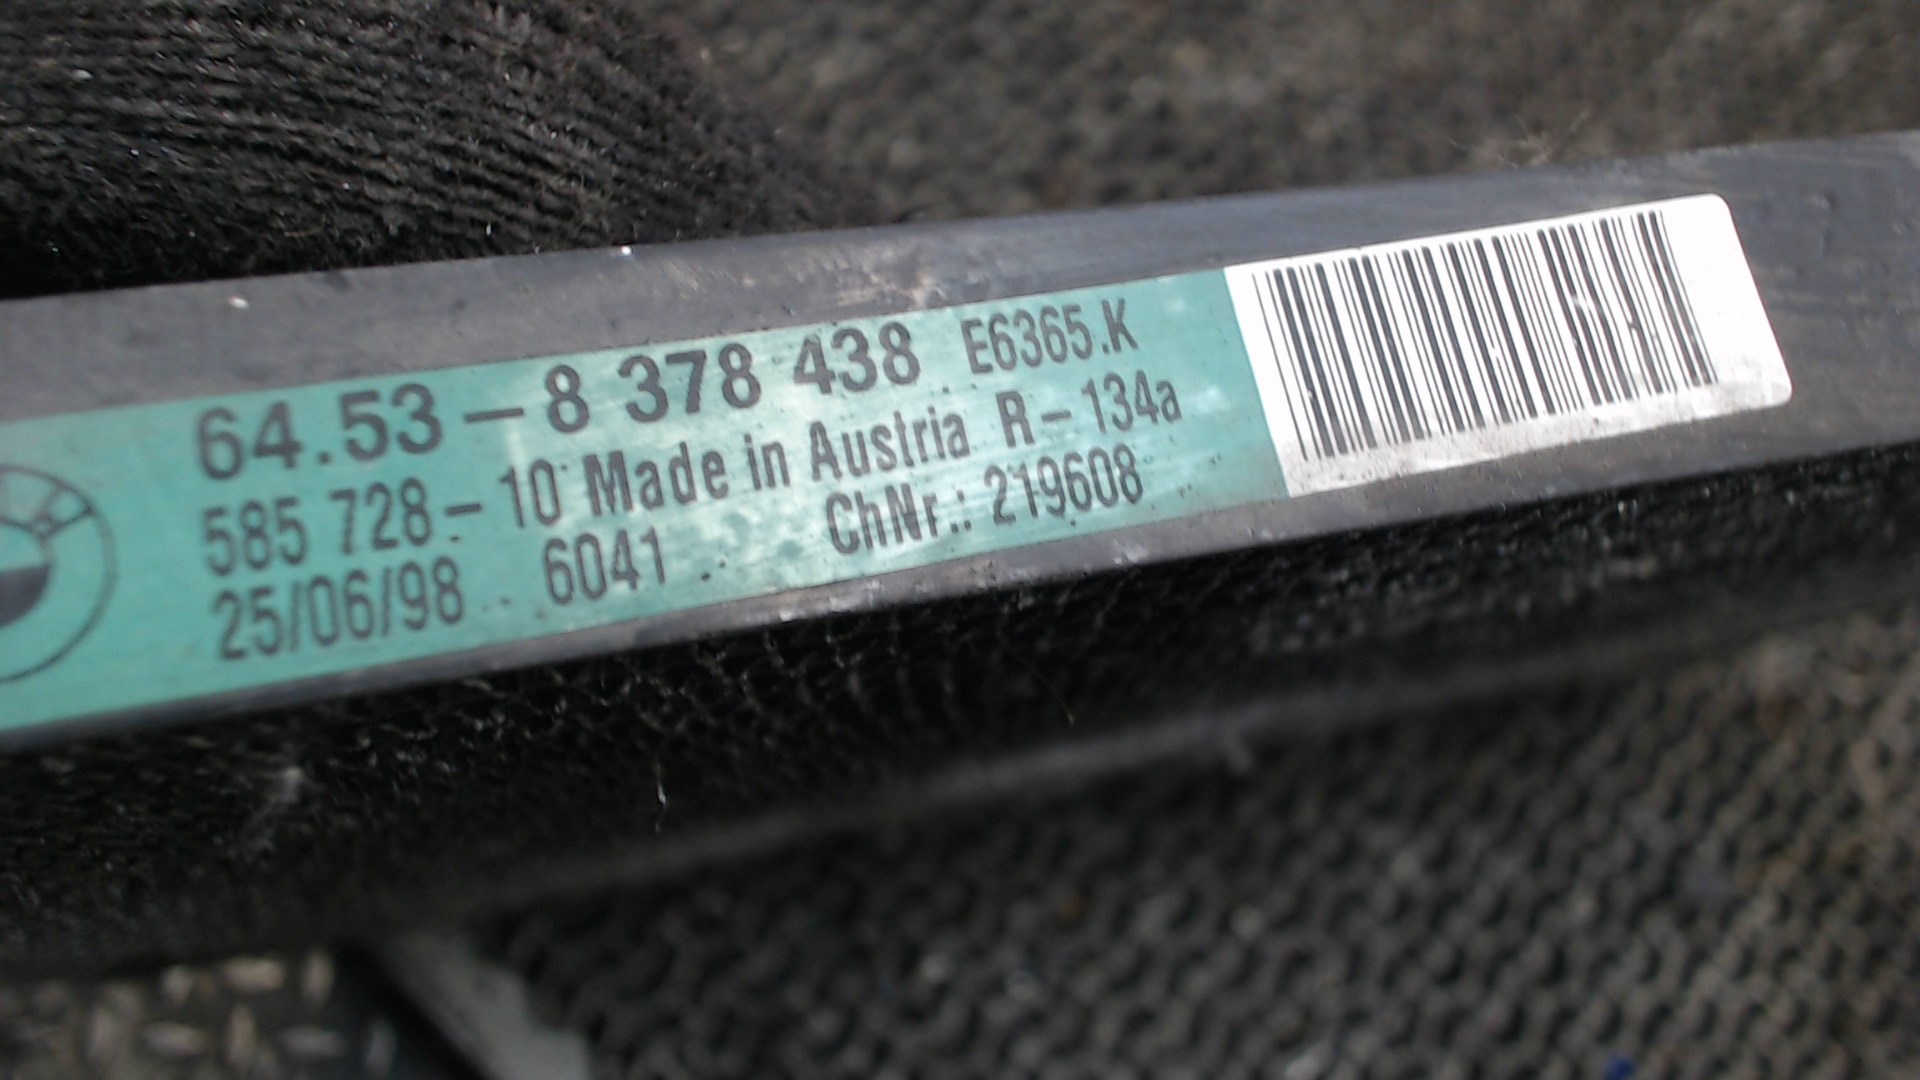 64.53-8 378 438 E6365.K
585 728-10 Made in Austria R-134a
25/06/98 6041 ChNr.: 219608